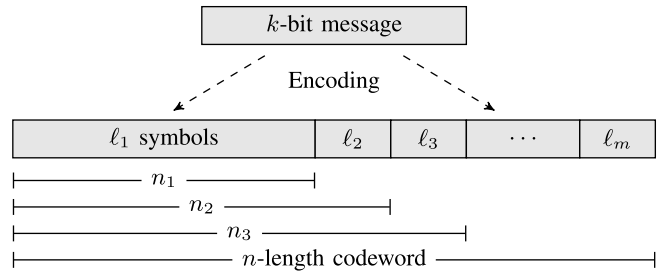 k-bit message
Encoding
ℓ₁ symbols ℓ₂ ℓ₃ ⋯ ℓₘ
n₁
n₂
n₃
n-length codeword